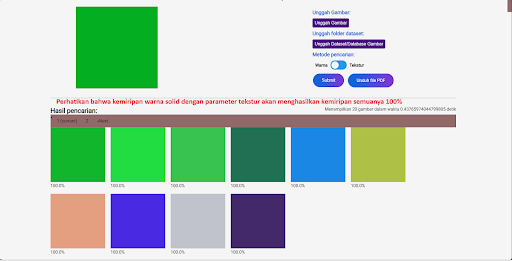 Unggah Gambar:
Unggah Gambar
Unggah folder dataset:
Unggah Dataset/Database Gambar
Metode pencarian:
Warna Tekstur
Submit Unduh file PDF
Perhatikan bahwa kemiripan warna solid dengan parameter tekstur akan menghasilkan kemiripan semuanya 100%
Hasil pencarian:
Menampilkan 20 gambar dalam waktu 0.43765974044799805 detik
1 (current) 2
100.0% 100.0% 100.0% 100.0% 100.0% 100.0%
100.0% 100.0% 100.0% 100.0%